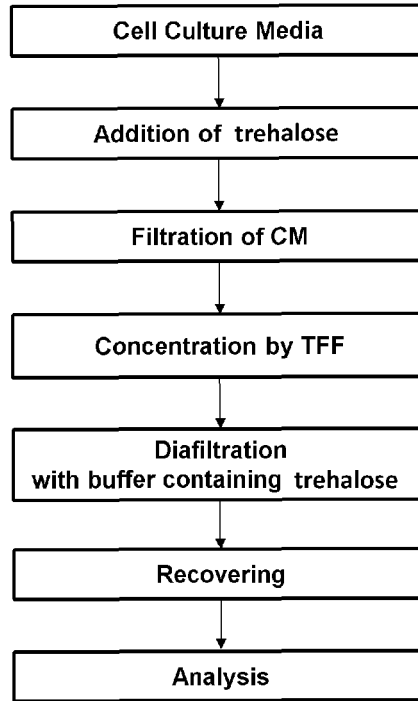 Cell Culture Media
Addition of trehalose
Filtration of CM
Concentration by TFF
Diafiltration
with buffer containing trehalose
Recovering
Analysis